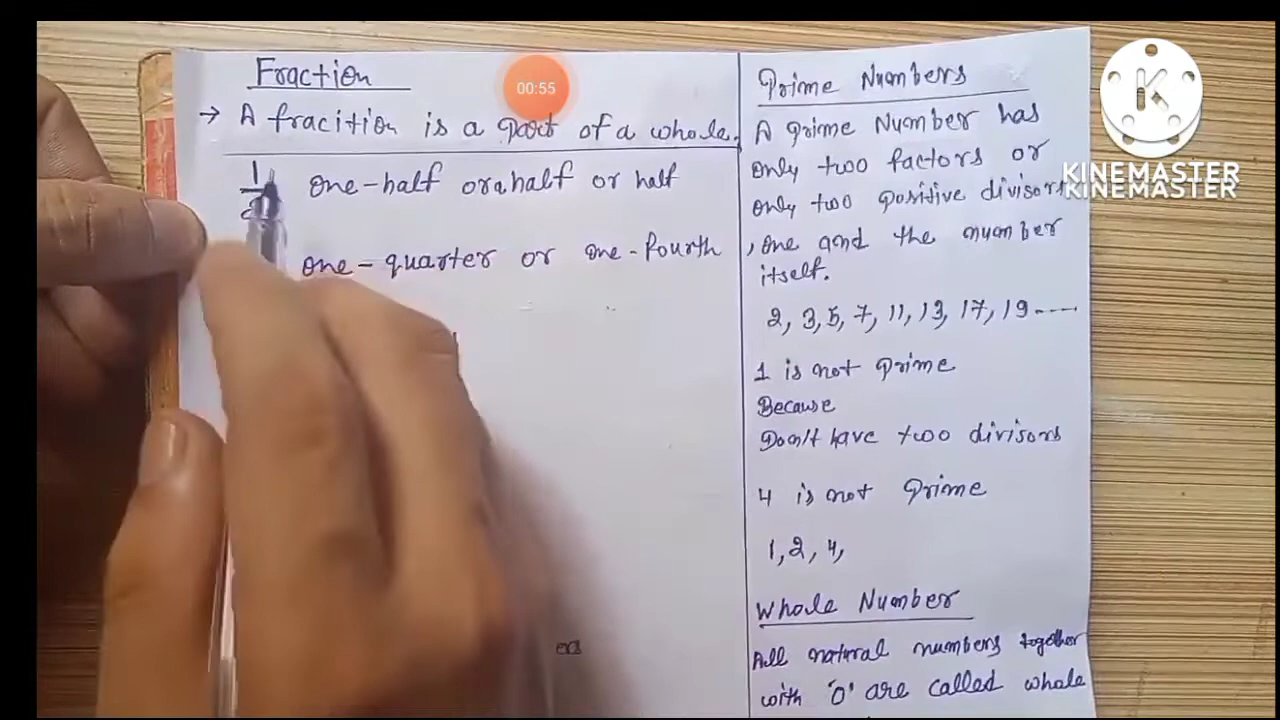 Fraction
00:55
→ A fracition is a part of a whole.
1
One-half or a half or half
One-quarter or one-fourth
Prime Numbers
A prime Number has
only two factors or
only two positive divisors
, one and the number
itself.
2, 3, 5, 7, 11, 13, 17, 19-----
1 is not prime
Because
Don't have two divisors
4 is not prime
1, 2, 4,
Whole Number
All natural numbers together
with '0' are called whole
K
KINEMASTER
KINEMASTER